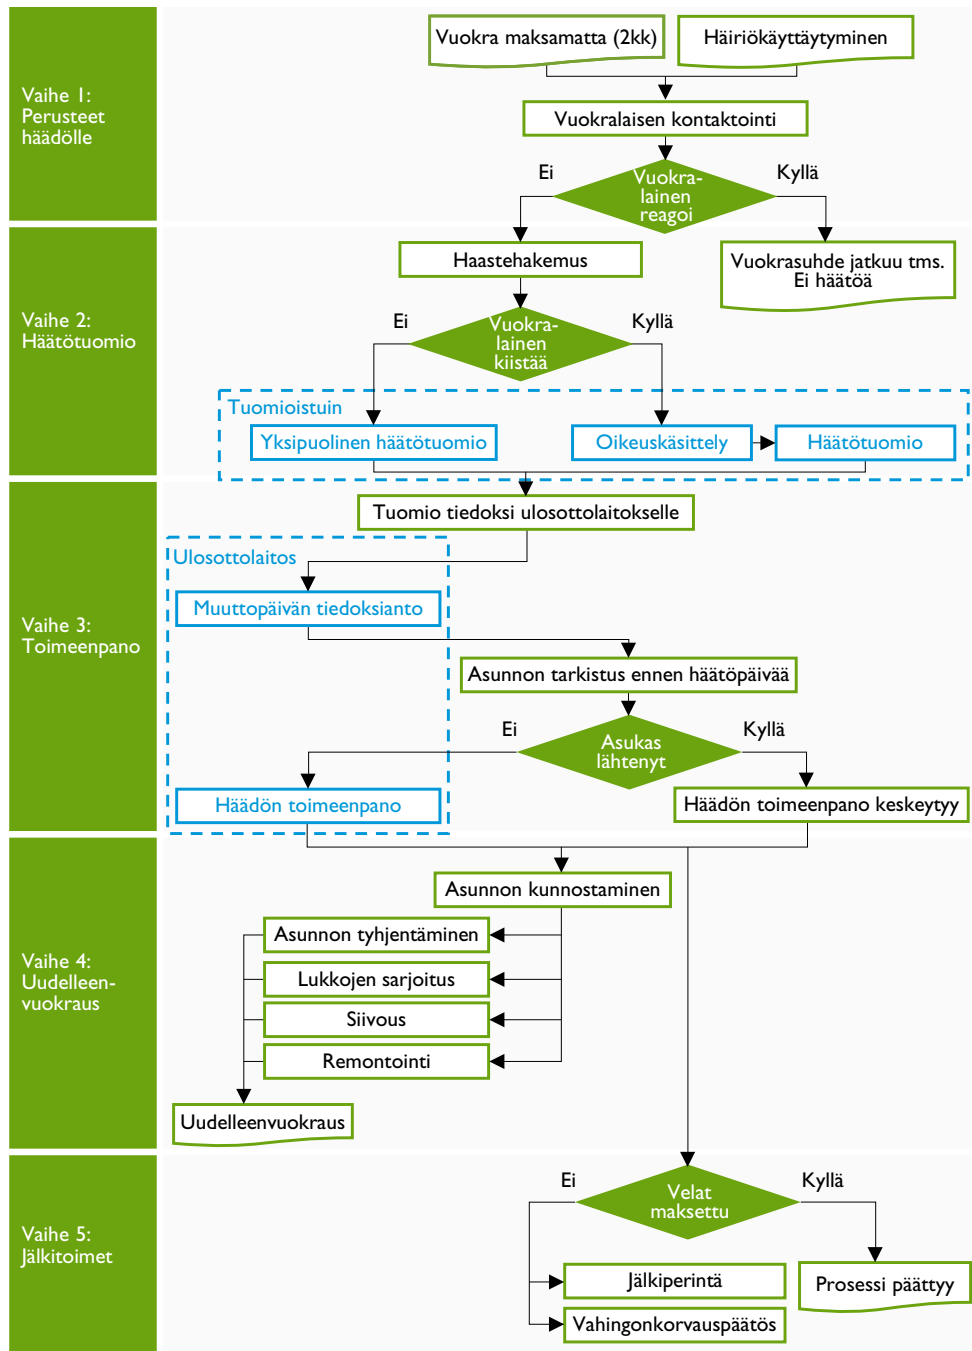 Vaihe 1:
Perusteet
häädölle
Vuokra maksamatta (2kk)
Häiriökäyttäytyminen
Vuokralaisen kontaktointi
Ei
Vuokra-
lainen
reagoi
Kyllä
Vaihe 2:
Häätötuomio
Haastehakemus
Vuokrasuhde jatkuu tms.
Ei häätöä
Ei
Vuokra-
lainen
kiistää
Kyllä
Tuomioistuin
Yksipuolinen häätötuomio
Oikeuskäsittely
Häätötuomio
Vaihe 3:
Toimeenpano
Tuomio tiedoksi ulosottolaitokselle
Ulosottolaitos
Muuttopäivän tiedoksianto
Asunnon tarkistus ennen häätöpäivää
Ei
Asukas
lähtenyt
Kyllä
Häädön toimeenpano
Häädön toimeenpano keskeytyy
Vaihe 4:
Uudelleen-
vuokraus
Asunnon kunnostaminen
Asunnon tyhjentäminen
Lukkojen sarjoitus
Siivous
Remontointi
Uudelleenvuokraus
Vaihe 5:
Jälkitoimet
Ei
Velat
maksettu
Kyllä
Jälkiperintä
Prosessi päättyy
Vahingonkorvauspäätös